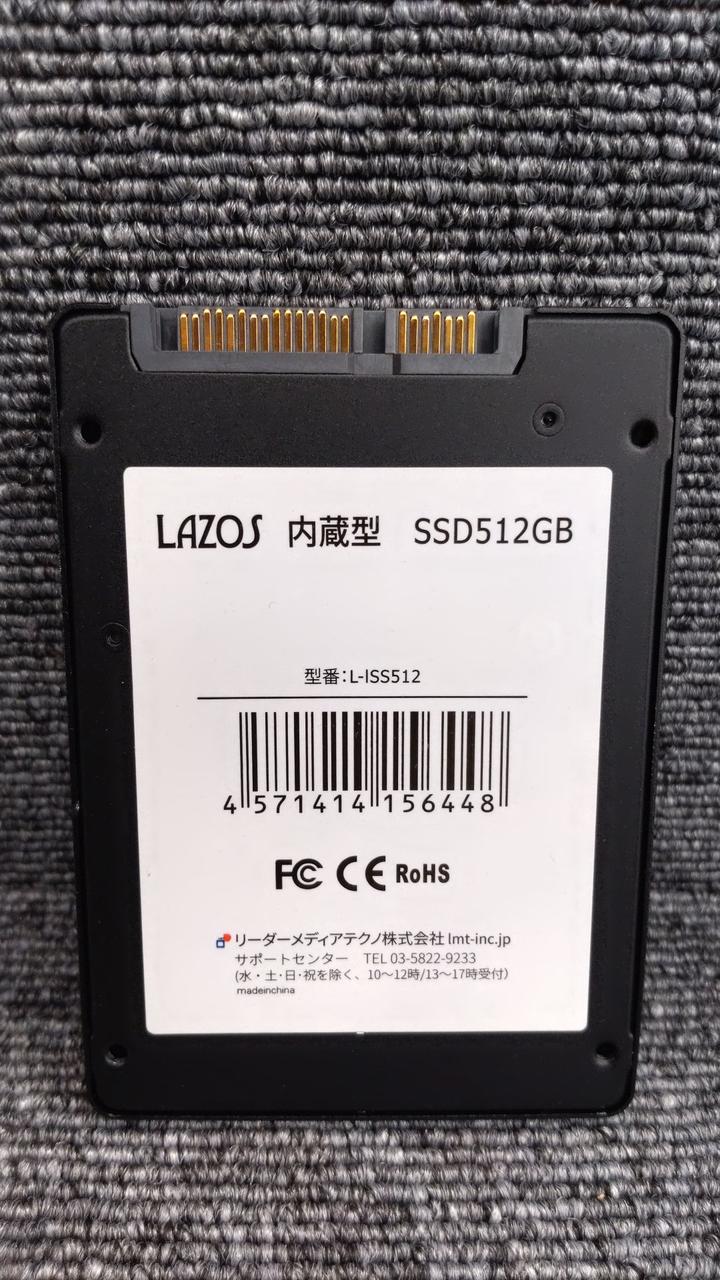 LAZOS 内蔵型 SSD512GB
型番:L-ISS512
4 571414 156448
FC CE RoHS
リーダーメディアテクノ株式会社 lmt-inc.jp
サポートセンター TEL 03-5822-9233
(水・土・日・祝を除く、10～12時/13～17時受付)
madeinchina